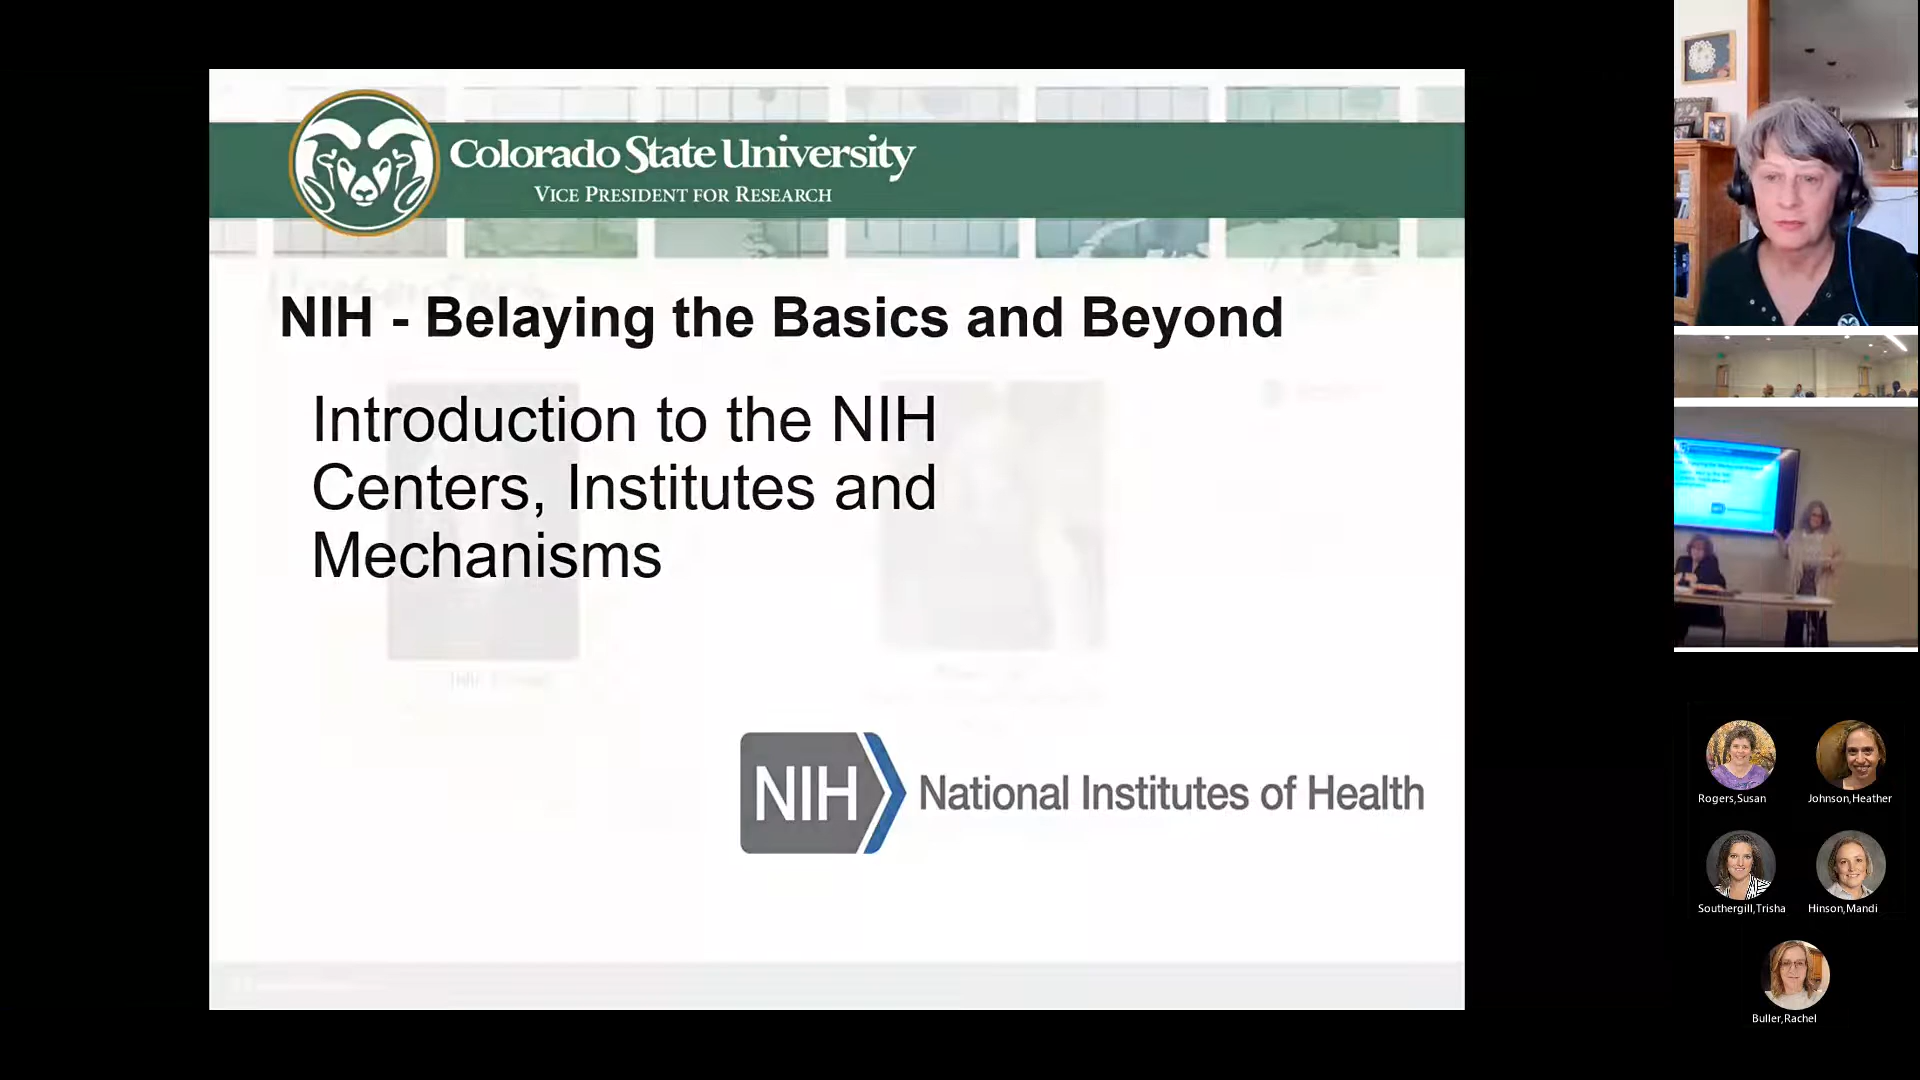 Colorado State University
VICE PRESIDENT FOR RESEARCH
NIH - Belaying the Basics and Beyond
Introduction to the NIH
Centers, Institutes and
Mechanisms
NIH National Institutes of Health
Rogers,Susan
Johnson,Heather
Southergill,Trisha
Hinson,Mandi
Buller,Rachel